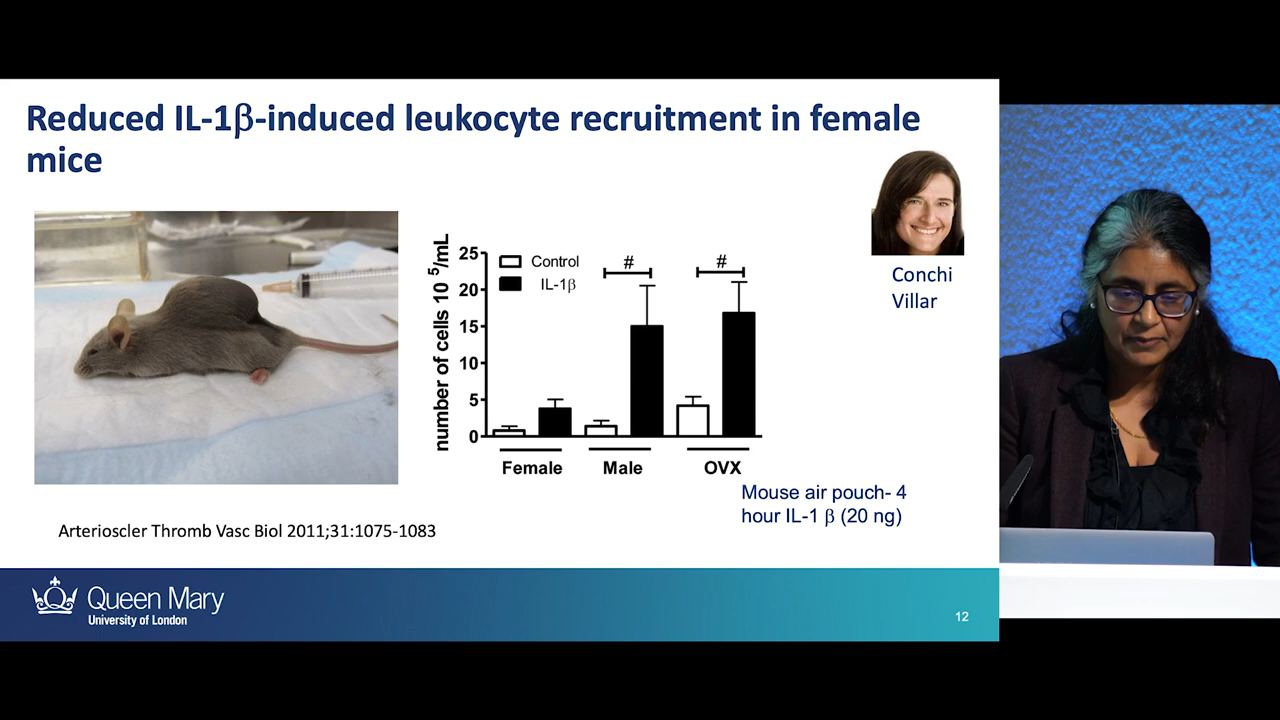 Reduced IL-1β-induced leukocyte recruitment in female
mice
Conchi
Villar
number of cells 10 5/mL
25
20
15
10
5
0
Control
IL-1β
#
#
Female
Male
OVX
Mouse air pouch- 4
hour IL-1 β (20 ng)
Arterioscler Thromb Vasc Biol 2011;31:1075-1083
Queen Mary
University of London
12